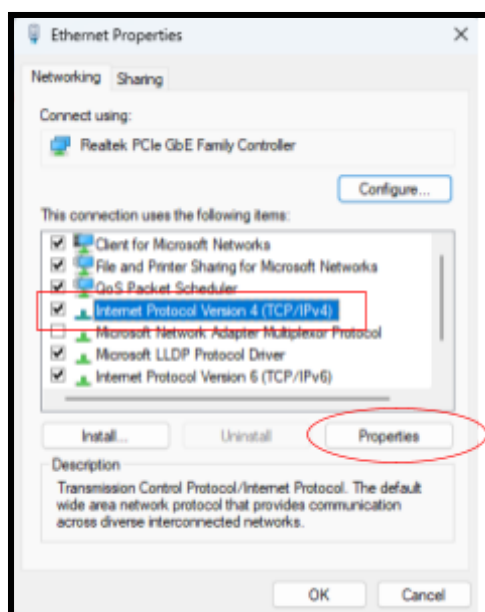 Ethernet Properties
Networking Sharing
Connect using:
Realtek PCIe GbE Family Controller
Configure...
This connection uses the following items:
Client for Microsoft Networks
File and Printer Sharing for Microsoft Networks
QoS Packet Scheduler
Internet Protocol Version 4 (TCP/IPv4)
Microsoft Network Adapter Multiplexor Protocol
Microsoft LLDP Protocol Driver
Internet Protocol Version 6 (TCP/IPv6)
Install... Uninstall Properties
Description
Transmission Control Protocol/Internet Protocol. The default
wide area network protocol that provides communication
across diverse interconnected networks.
OK Cancel